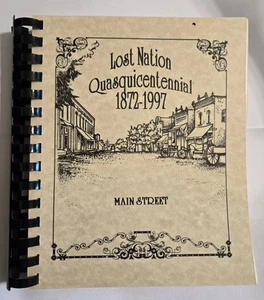 Lost Nation
Quasquicentennial
1872-1997
MAIN STREET